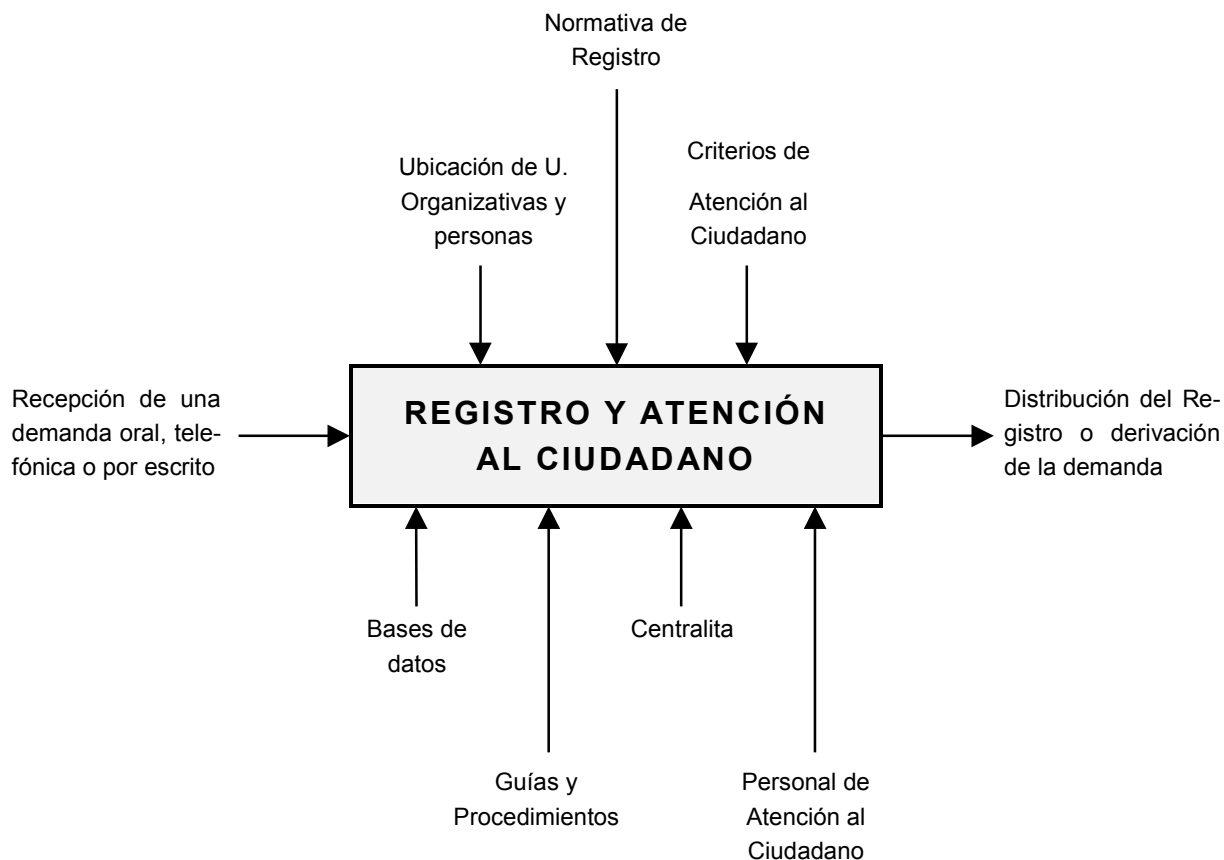 Normativa de
Registro
Ubicación de U.
Organizativas y
personas
Criterios de
Atención al
Ciudadano
Recepción de una
demanda oral, tele-
fónica o por escrito
REGISTRO Y ATENCIÓN
AL CIUDADANO
Distribución del Re-
gistro o derivación
de la demanda
Bases de
datos
Centralita
Guías y
Procedimientos
Personal de
Atención al
Ciudadano